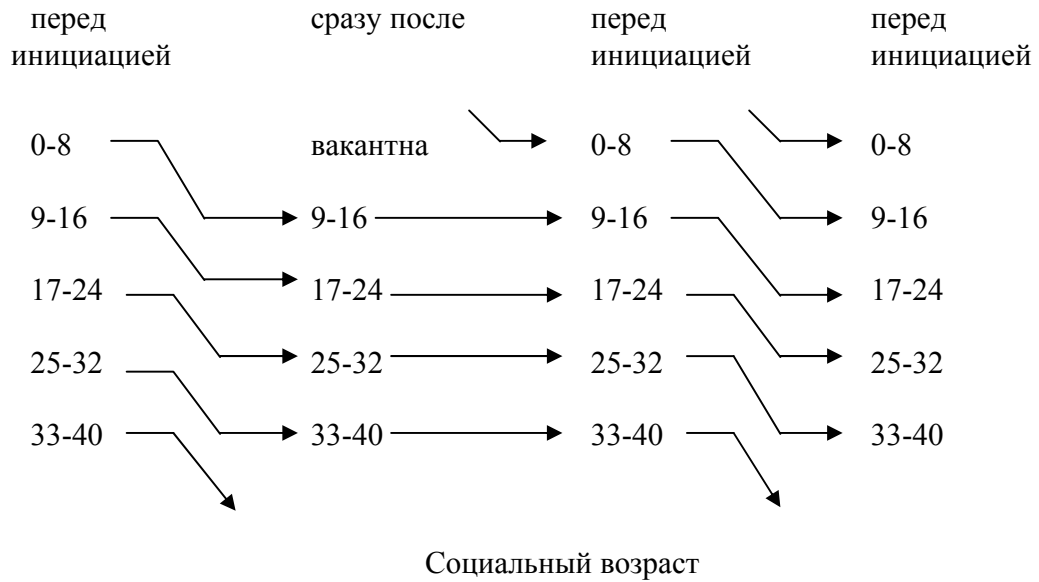 перед сразу после перед перед
инициацией инициацией инициацией
0-8 вакантна 0-8 0-8
9-16 9-16 9-16 9-16
17-24 17-24 17-24 17-24
25-32 25-32 25-32 25-32
33-40 33-40 33-40 33-40
Социальный возраст